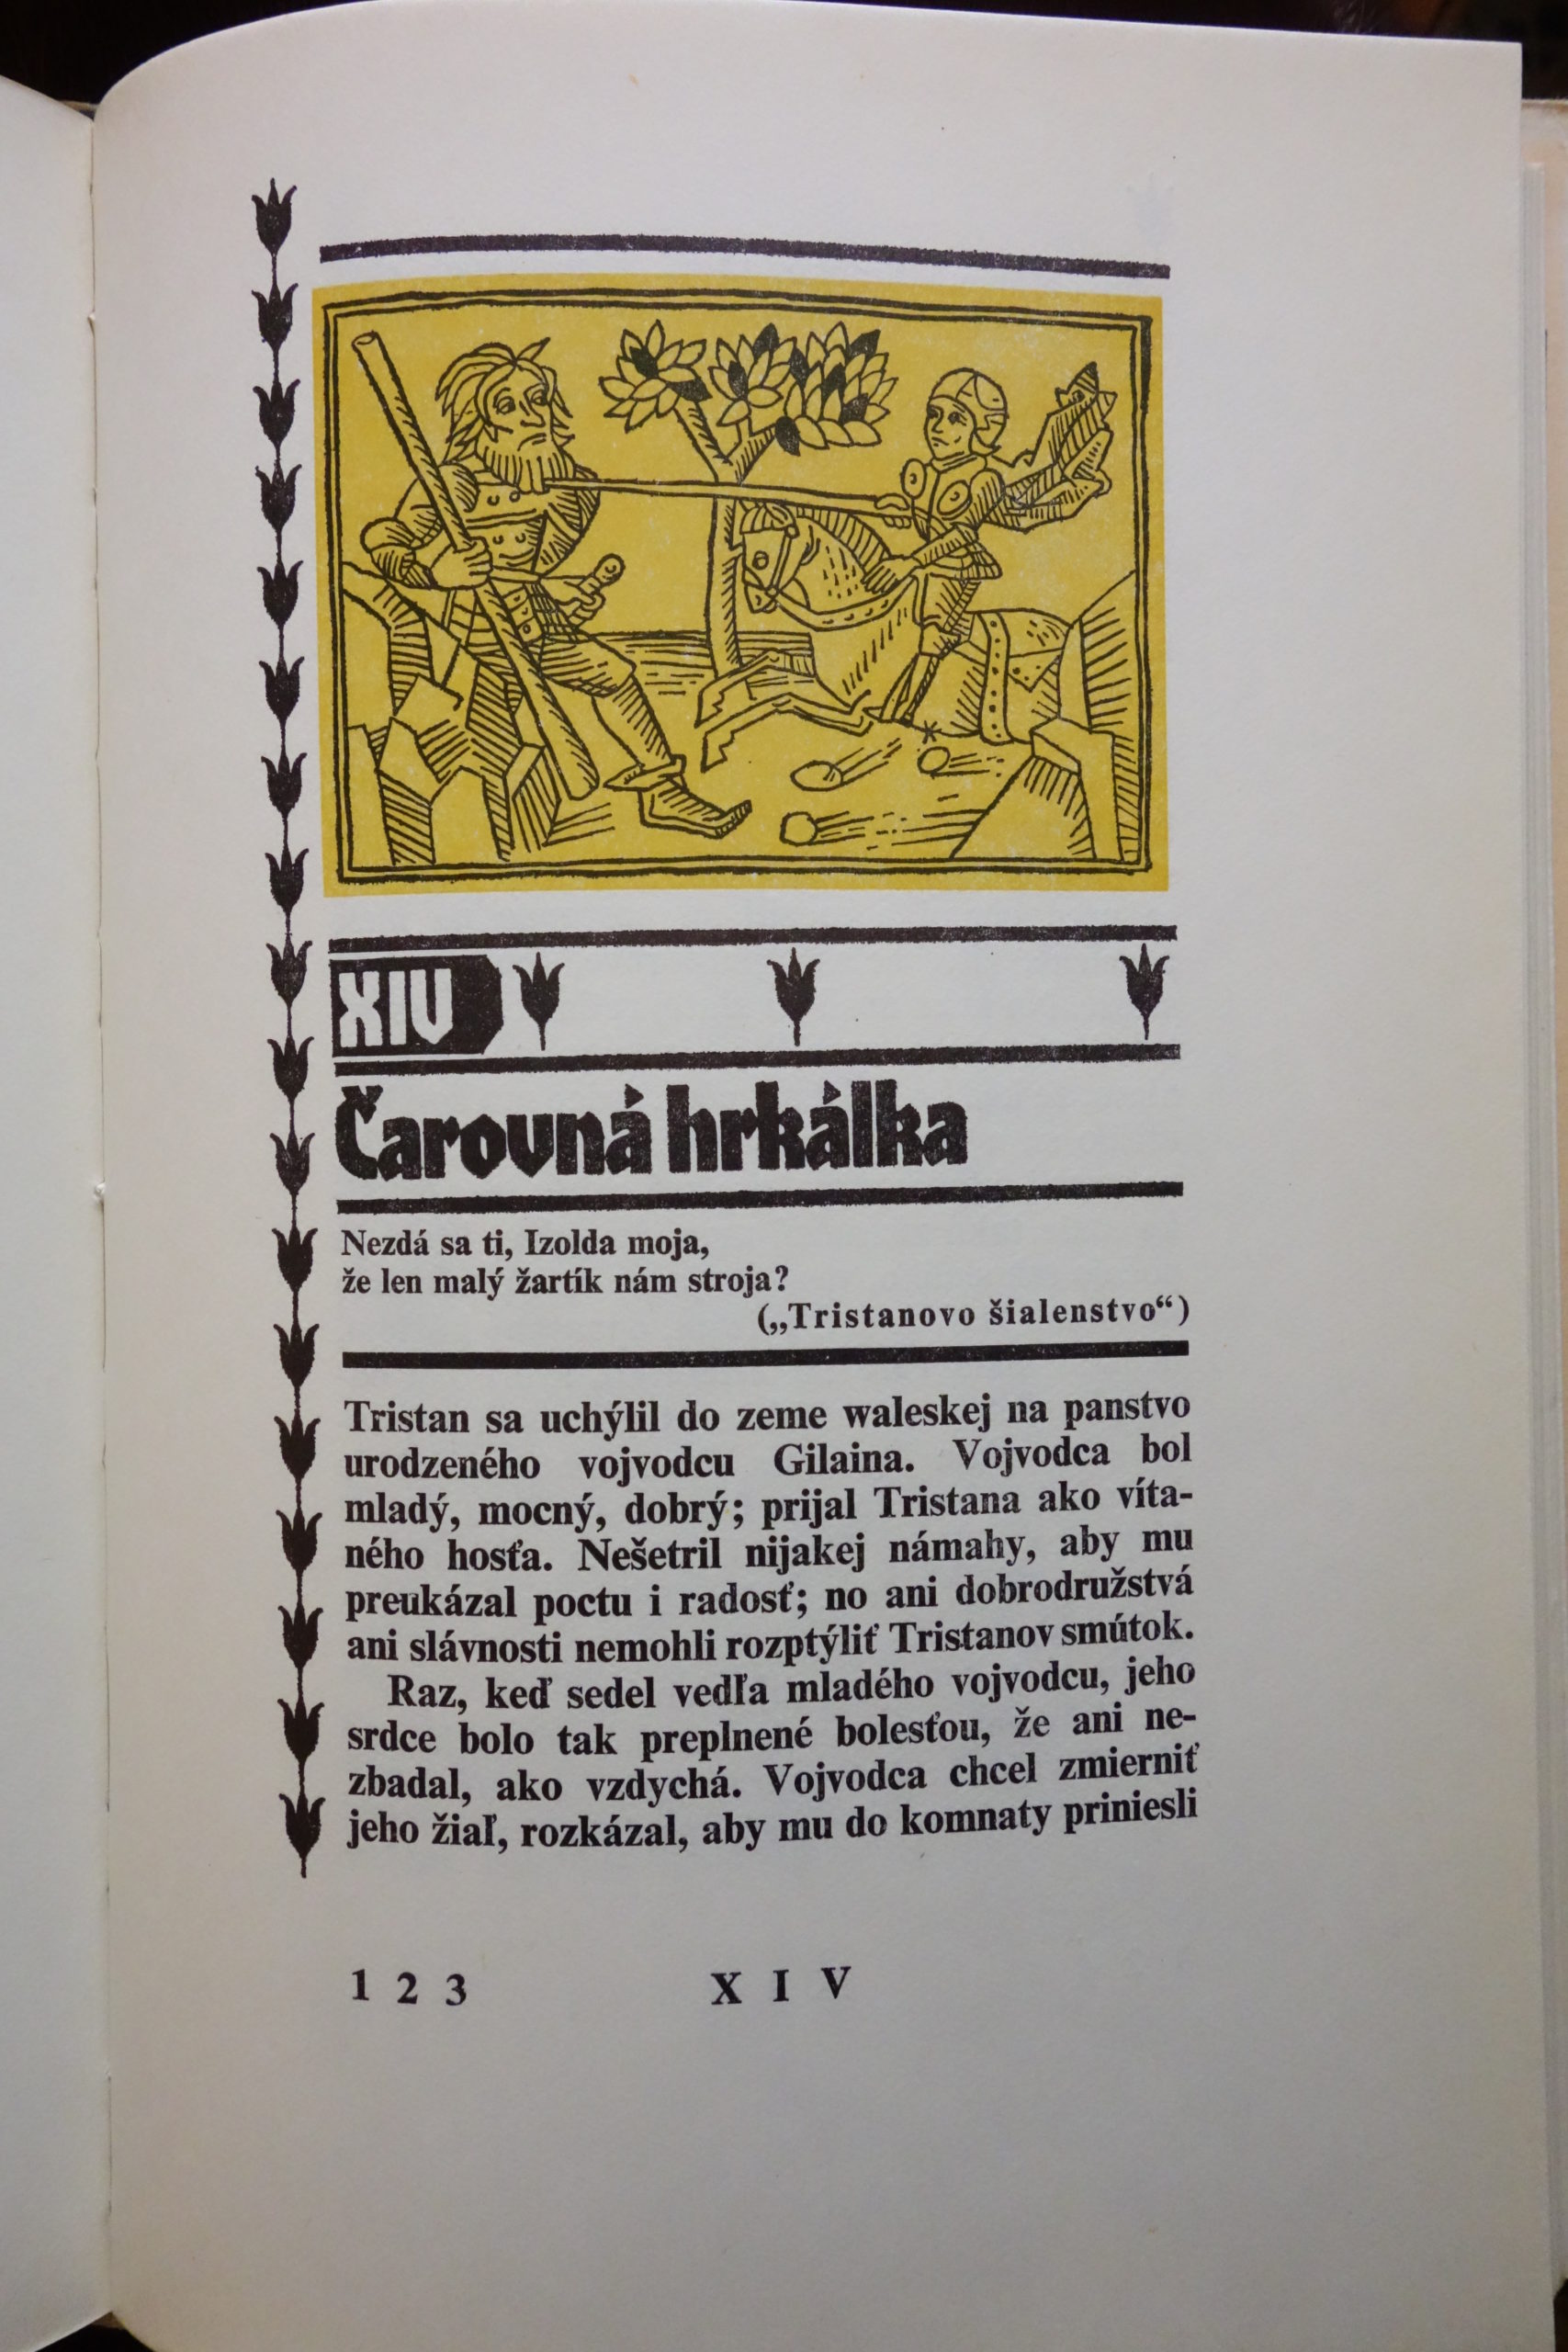 XIV
Čarovná hrkálka
Nezdá sa ti, Izolda moja,
že len malý žartík nám stroja?
(„Tristanovo šialenstvo“)
Tristan sa uchýlil do zeme waleskej na panstvo
urodzeného vojvodcu Gilaina. Vojvodca bol
mladý, mocný, dobrý; prijal Tristana ako víta-
ného hosťa. Nešetril nijakej námahy, aby mu
preukázal poctu i radosť; no ani dobrodružstvá
ani slávnosti nemohli rozptýliť Tristanov smútok.
Raz, keď sedel vedľa mladého vojvodcu, jeho
srdce bolo tak preplnené bolesťou, že ani ne-
zbadal, ako vzdychá. Vojvodca chcel zmierniť
jeho žiaľ, rozkázal, aby mu do komnaty priniesli
123 XIV